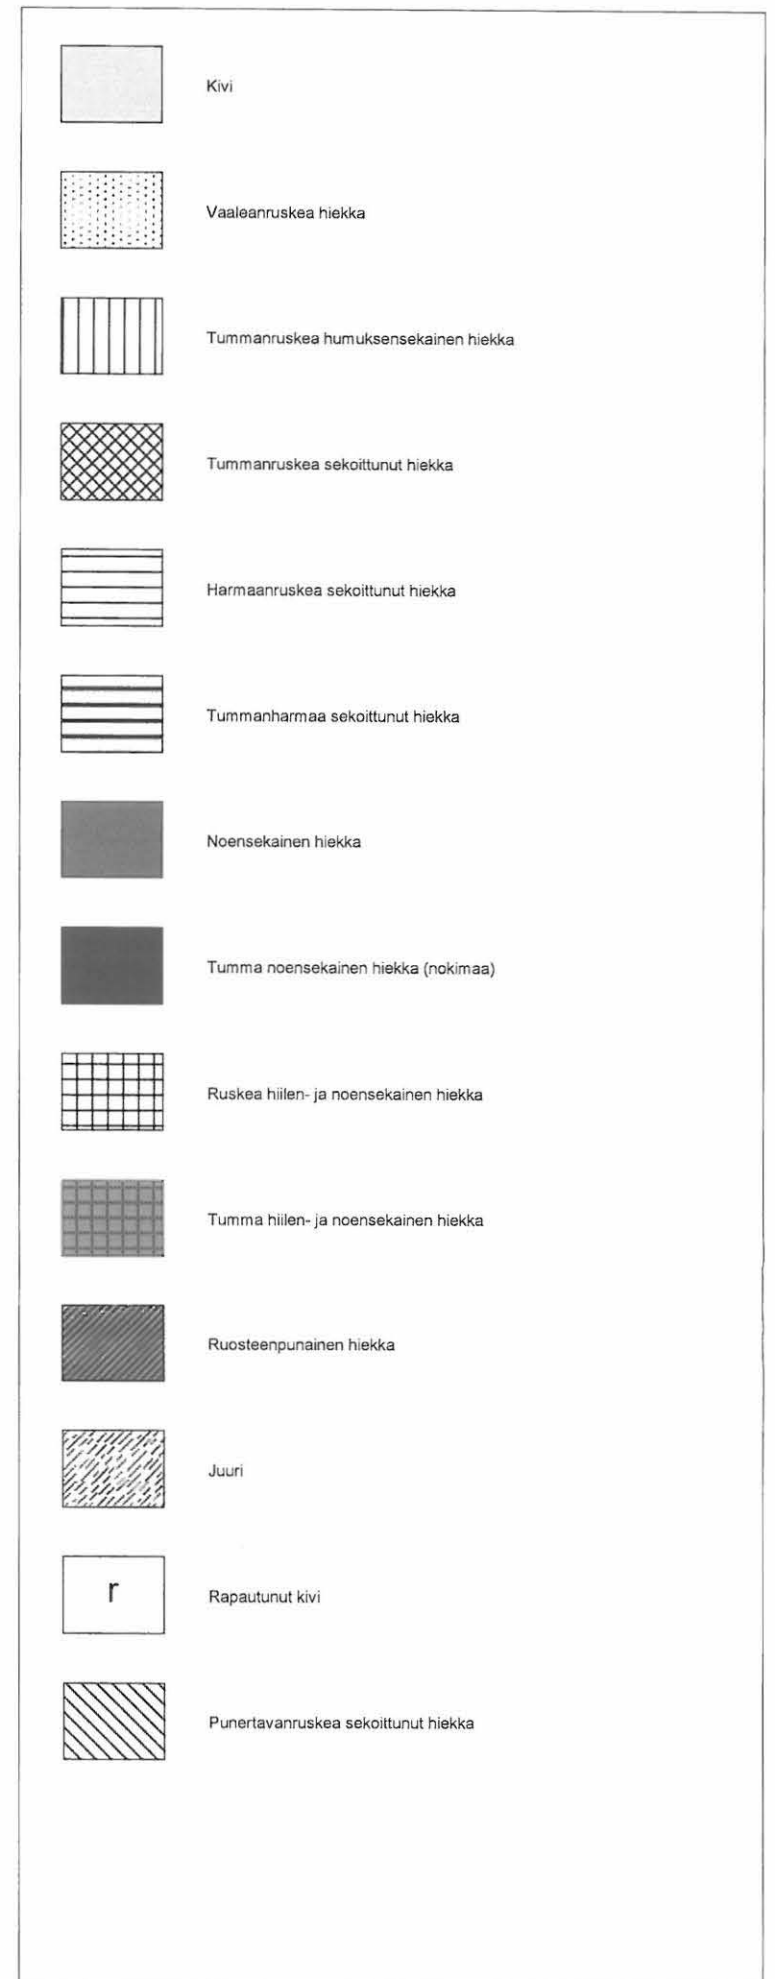 Kivi
Vaaleanruskea hiekka
Tummanruskea humuksensekainen hiekka
Tummanruskea sekoittunut hiekka
Harmaanruskea sekoittunut hiekka
Tummanharmaa sekoittunut hiekka
Noensekainen hiekka
Tumma noensekainen hiekka (nokimaa)
Ruskea hiilen- ja noensekainen hiekka
Tumma hiilen- ja noensekainen hiekka
Ruosteenpunainen hiekka
Juuri
r Rapautunut kivi
Punertavanruskea sekoittunut hiekka